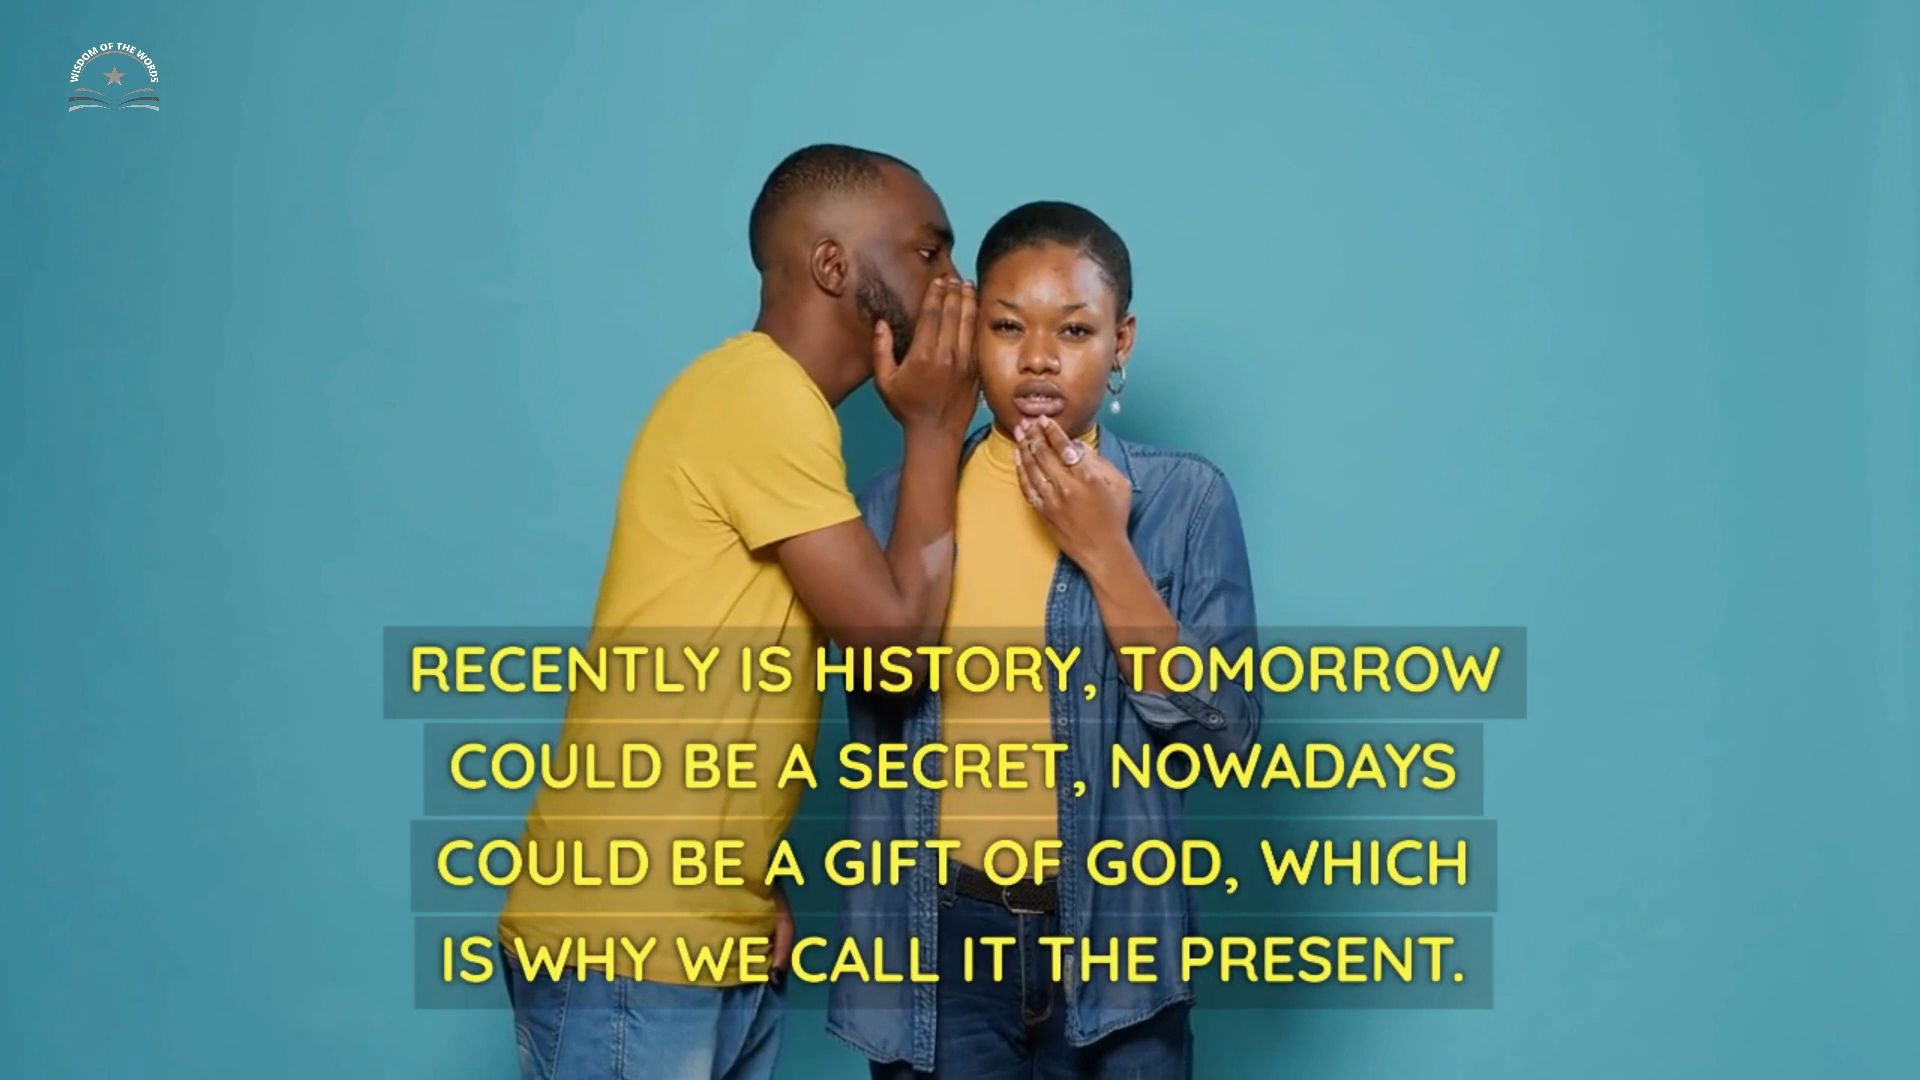 WISDOM OF THE WORDS
RECENTLY IS HISTORY, TOMORROW
COULD BE A SECRET, NOWADAYS
COULD BE A GIFT OF GOD, WHICH
IS WHY WE CALL IT THE PRESENT.